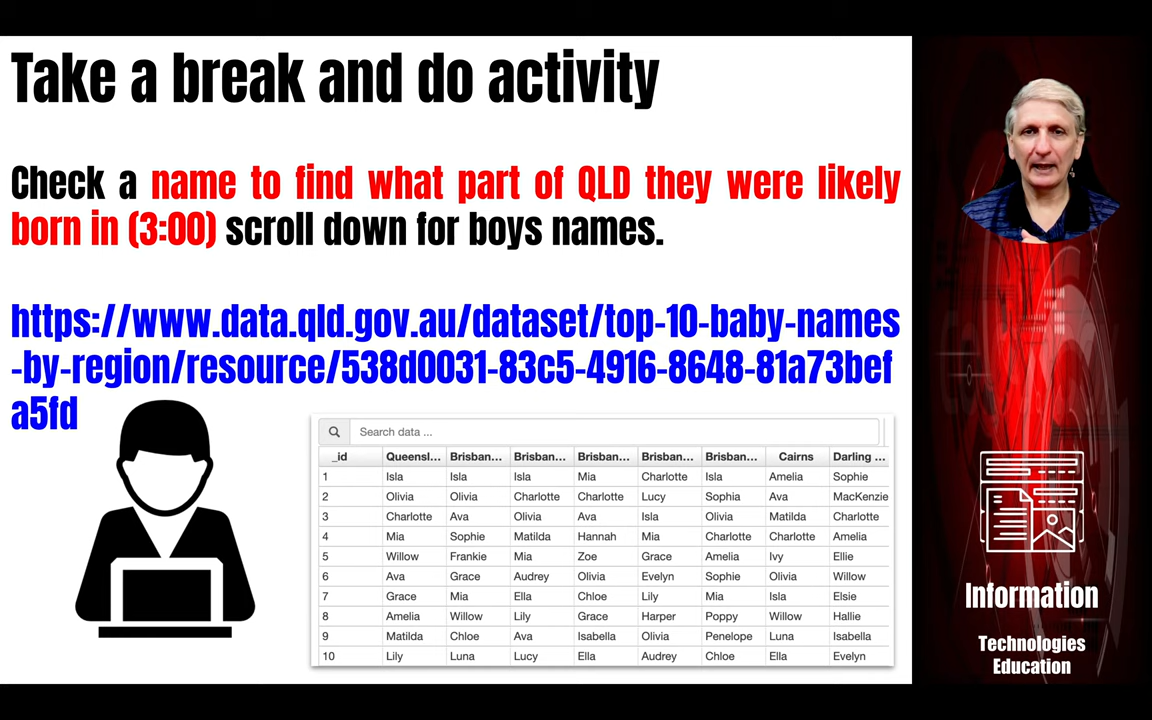 Take a break and do activity
Check a name to find what part of QLD they were likely
born in (3:00) scroll down for boys names.
https://www.data.qld.gov.au/dataset/top-10-baby-names
-by-region/resource/538d0031-83c5-4916-8648-81a73bef
a5fd
Search data ...
_id Queensl... Brisban... Brisban... Brisban... Brisban... Brisban... Cairns Darling ...
1 Isla Isla Isla Mia Charlotte Isla Amelia Sophie
2 Olivia Olivia Charlotte Charlotte Lucy Sophia Ava MacKenzie
3 Charlotte Ava Olivia Ava Isla Olivia Matilda Charlotte
4 Mia Sophie Matilda Hannah Mia Charlotte Charlotte Amelia
5 Willow Frankie Mia Zoe Grace Amelia Ivy Ellie
6 Ava Grace Audrey Olivia Evelyn Sophie Olivia Willow
7 Grace Mia Ella Chloe Lily Mia Isla Elsie
8 Amelia Willow Lily Grace Harper Poppy Willow Hallie
9 Matilda Chloe Ava Isabella Olivia Penelope Luna Isabella
10 Lily Luna Lucy Ella Audrey Chloe Ella Evelyn
Information
Technologies
Education